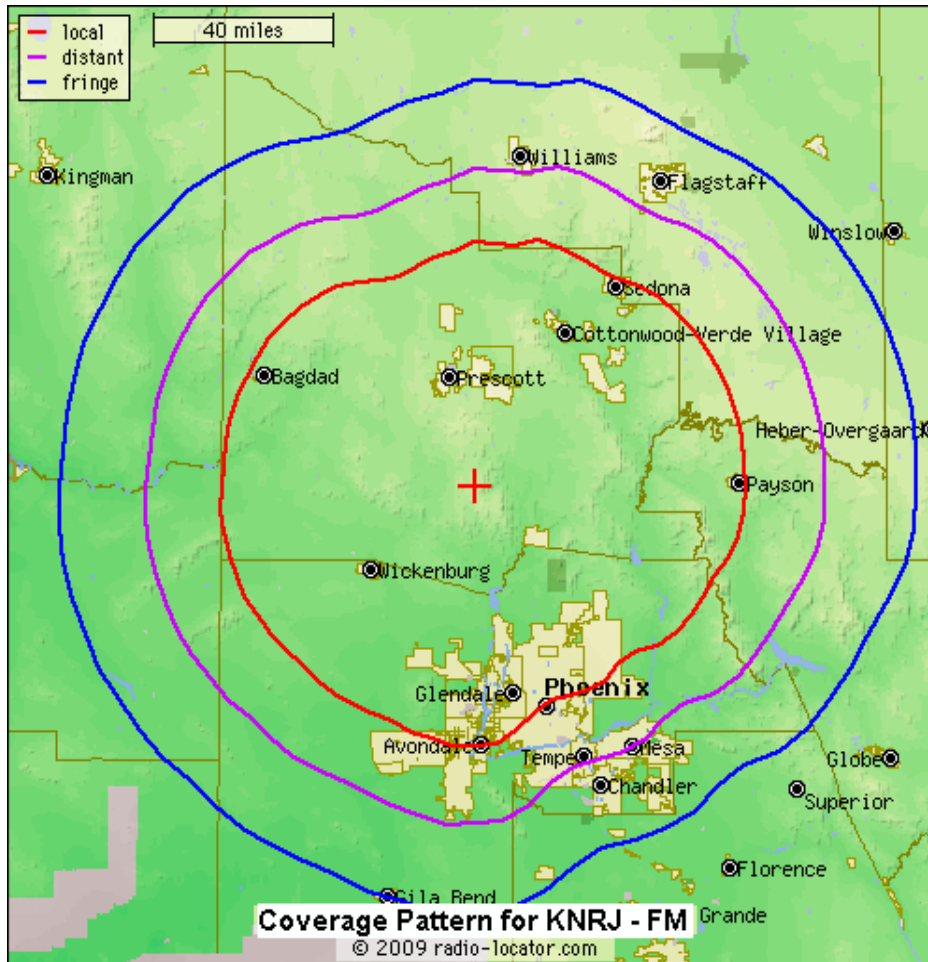 local
distant
fringe
40 miles
Kingman
Williams
Flagstaff
Winslow
Sedona
Cottonwood-Verde Village
Bagdad
Prescott
Heber-Overgaard
Payson
Wickenburg
Glendale
Phoenix
Avondale
Tempe
Mesa
Globe
Chandler
Superior
Florence
Gila Bend
Grande
Coverage Pattern for KNRJ - FM
© 2009 radio-locator.com